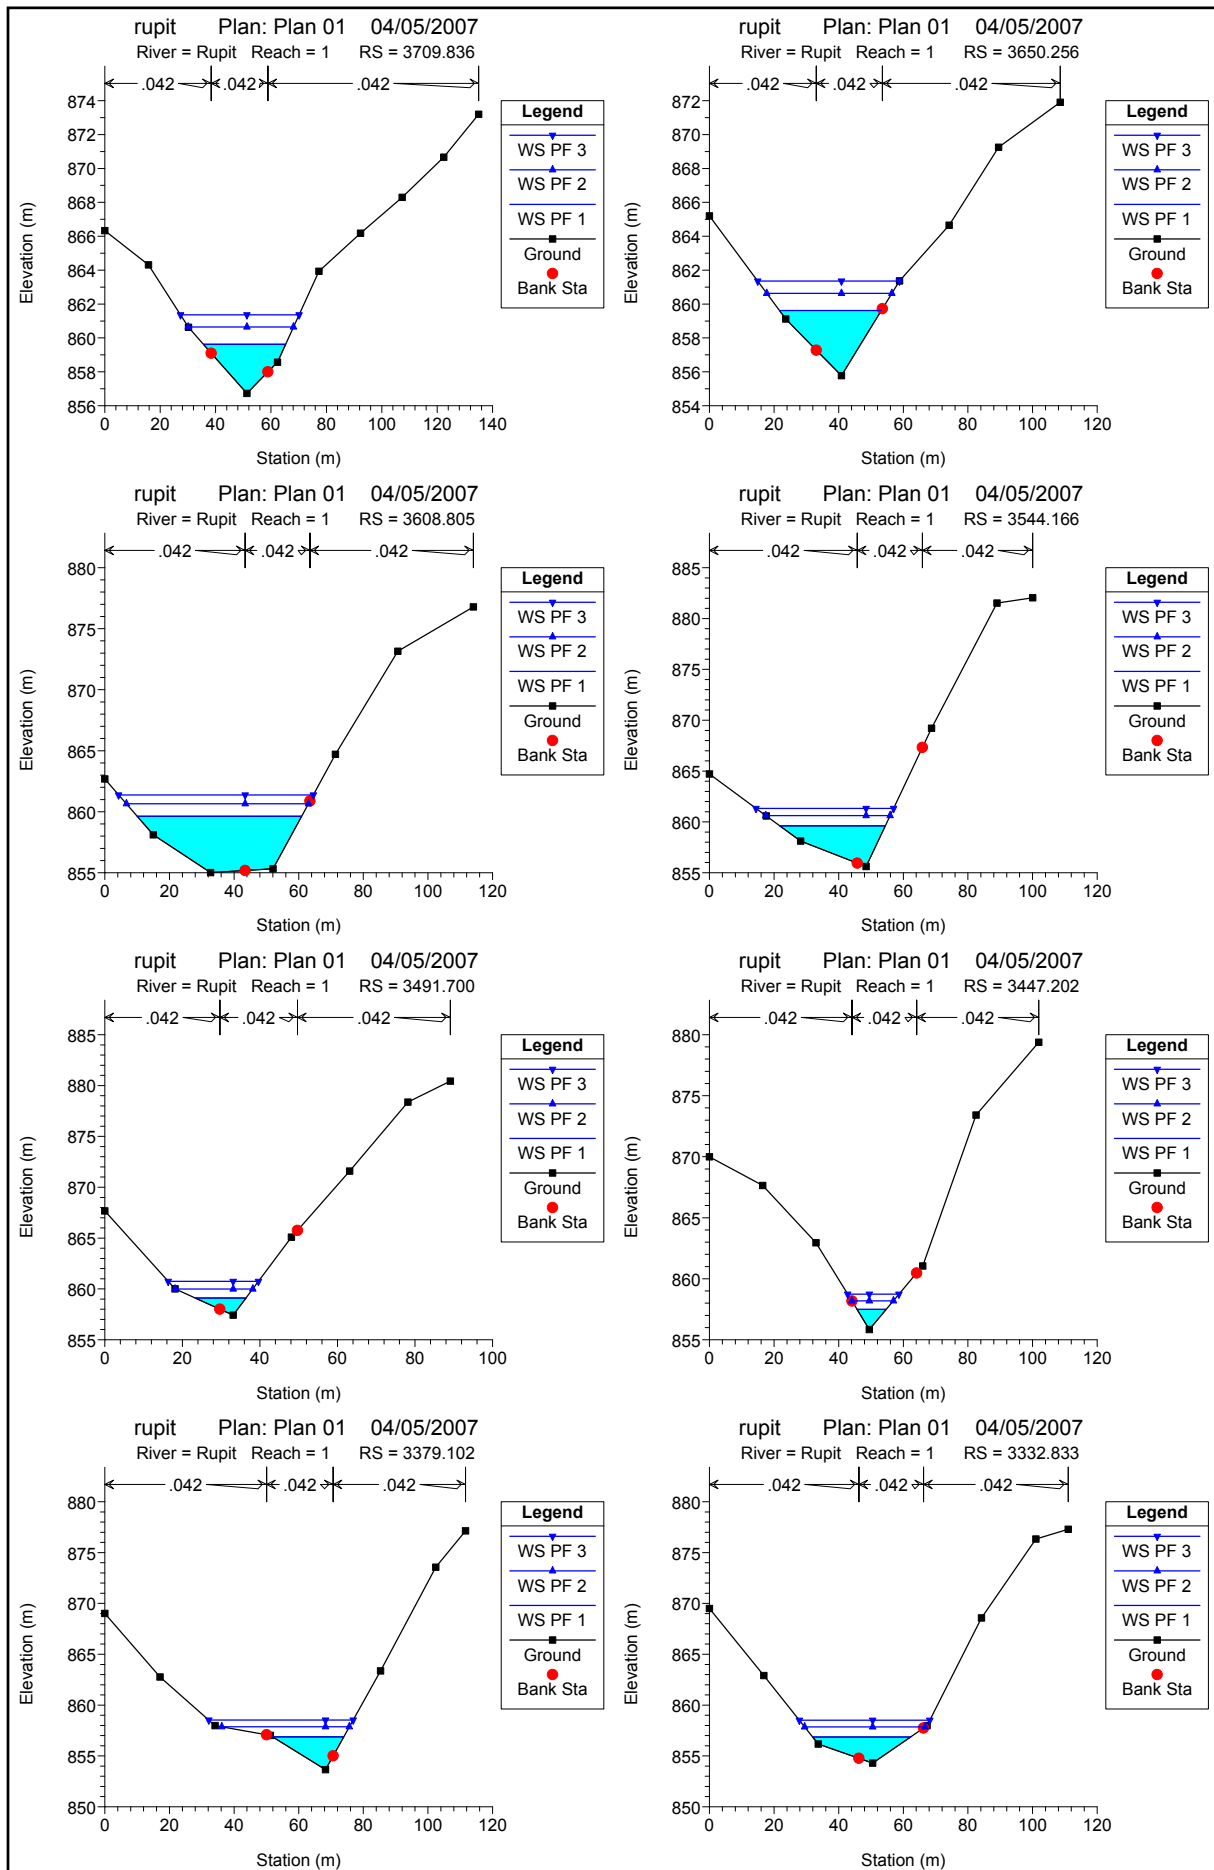 rupit Plan: Plan 01 04/05/2007
River = Rupit Reach = 1 RS = 3709.836
.042 .042 .042
874
872
870
868
866
864
862
860
858
856
Elevation (m)
0 20 40 60 80 100 120 140
Station (m)
Legend
WS PF 3
WS PF 2
WS PF 1
Ground
Bank Sta
rupit Plan: Plan 01 04/05/2007
River = Rupit Reach = 1 RS = 3650.256
.042 .042 .042
872
870
868
866
864
862
860
858
856
854
Elevation (m)
0 20 40 60 80 100 120
Station (m)
Legend
WS PF 3
WS PF 2
WS PF 1
Ground
Bank Sta
rupit Plan: Plan 01 04/05/2007
River = Rupit Reach = 1 RS = 3608.805
.042 .042 .042
880
875
870
865
860
855
Elevation (m)
0 20 40 60 80 100 120
Station (m)
Legend
WS PF 3
WS PF 2
WS PF 1
Ground
Bank Sta
rupit Plan: Plan 01 04/05/2007
River = Rupit Reach = 1 RS = 3544.166
.042 .042 .042
885
880
875
870
865
860
855
Elevation (m)
0 20 40 60 80 100 120
Station (m)
Legend
WS PF 3
WS PF 2
WS PF 1
Ground
Bank Sta
rupit Plan: Plan 01 04/05/2007
River = Rupit Reach = 1 RS = 3491.700
.042 .042 .042
885
880
875
870
865
860
855
Elevation (m)
0 20 40 60 80 100
Station (m)
Legend
WS PF 3
WS PF 2
WS PF 1
Ground
Bank Sta
rupit Plan: Plan 01 04/05/2007
River = Rupit Reach = 1 RS = 3447.202
.042 .042 .042
880
875
870
865
860
855
Elevation (m)
0 20 40 60 80 100 120
Station (m)
Legend
WS PF 3
WS PF 2
WS PF 1
Ground
Bank Sta
rupit Plan: Plan 01 04/05/2007
River = Rupit Reach = 1 RS = 3379.102
.042 .042 .042
880
875
870
865
860
855
850
Elevation (m)
0 20 40 60 80 100 120
Station (m)
Legend
WS PF 3
WS PF 2
WS PF 1
Ground
Bank Sta
rupit Plan: Plan 01 04/05/2007
River = Rupit Reach = 1 RS = 3332.833
.042 .042 .042
880
875
870
865
860
855
850
Elevation (m)
0 20 40 60 80 100 120
Station (m)
Legend
WS PF 3
WS PF 2
WS PF 1
Ground
Bank Sta